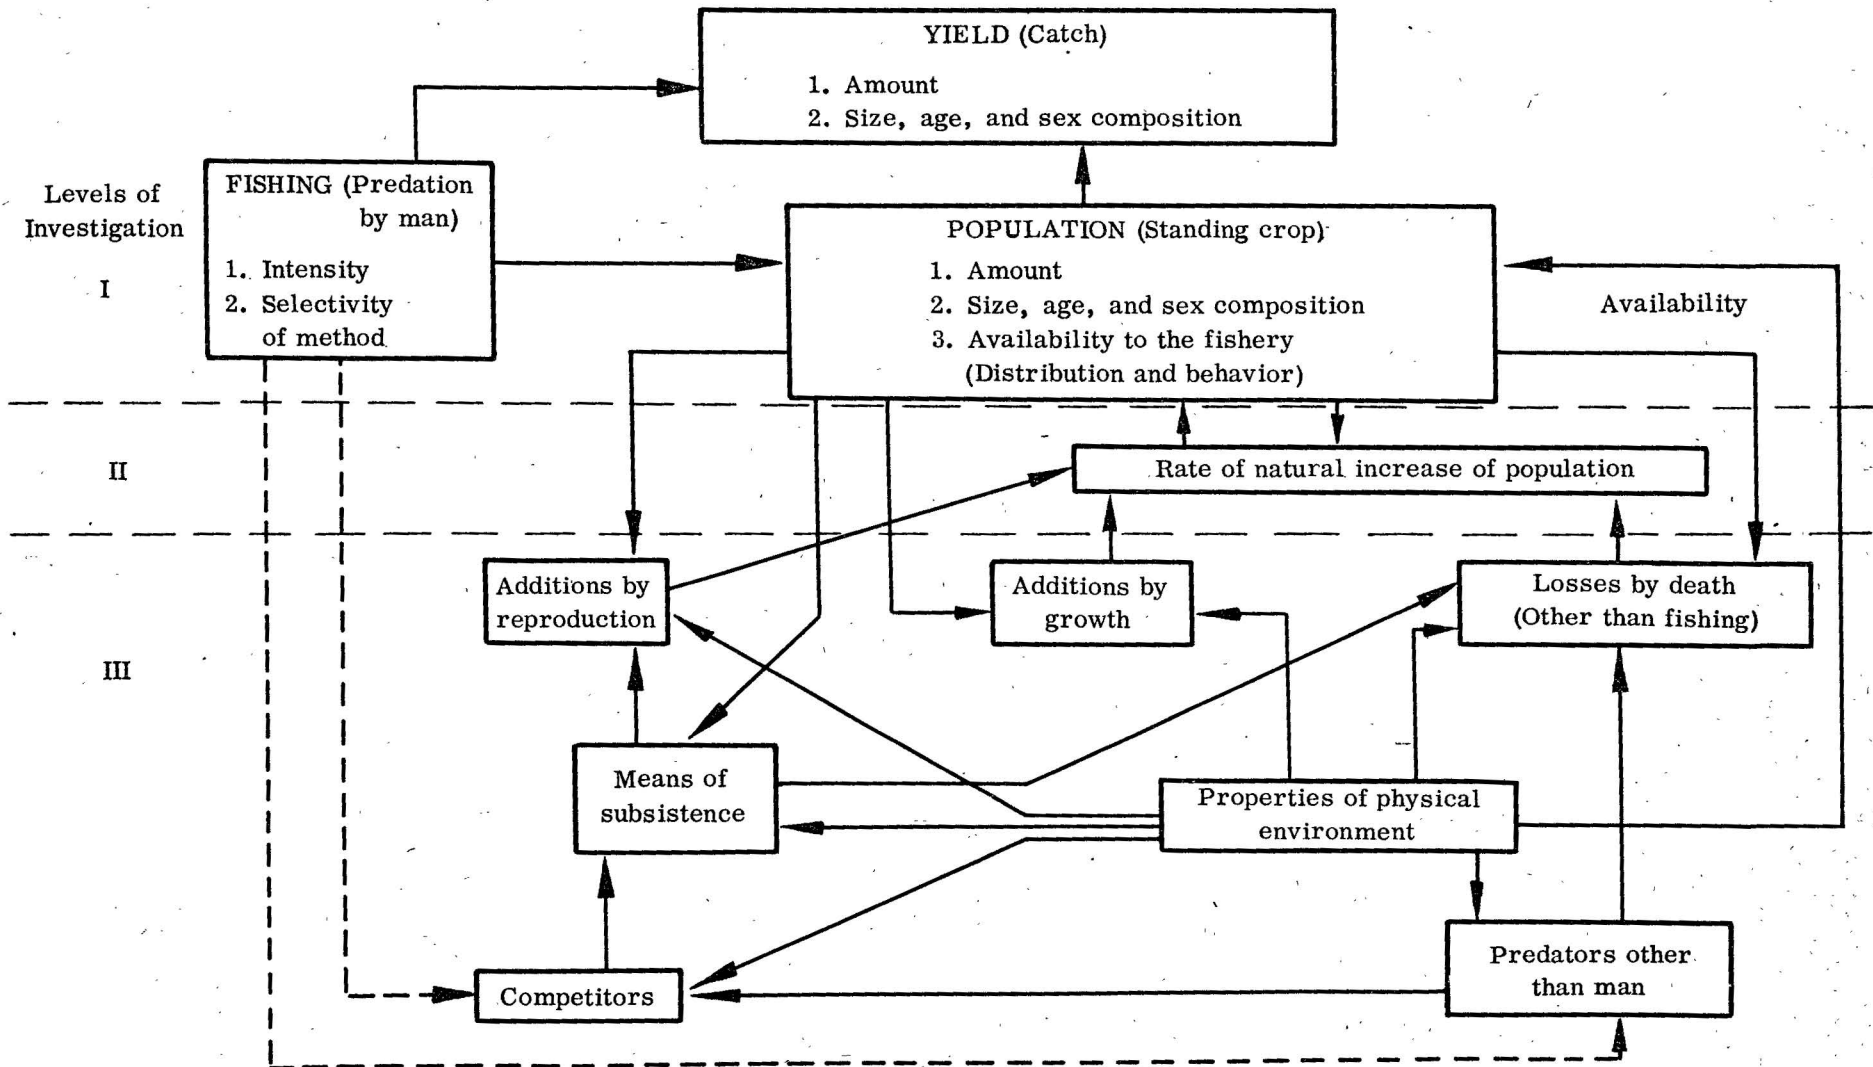 YIELD (Catch)
1. Amount
2. Size, age, and sex composition
Levels of
Investigation
I
FISHING (Predation
by man)
1. Intensity
2. Selectivity
of method
POPULATION (Standing crop)
1. Amount
2. Size, age, and sex composition
3. Availability to the fishery
(Distribution and behavior)
Availability
II
Rate of natural increase of population
III
Additions by
reproduction
Additions by
growth
Losses by death
(Other than fishing)
Means of
subsistence
Properties of physical
environment
Competitors
Predators other
than man